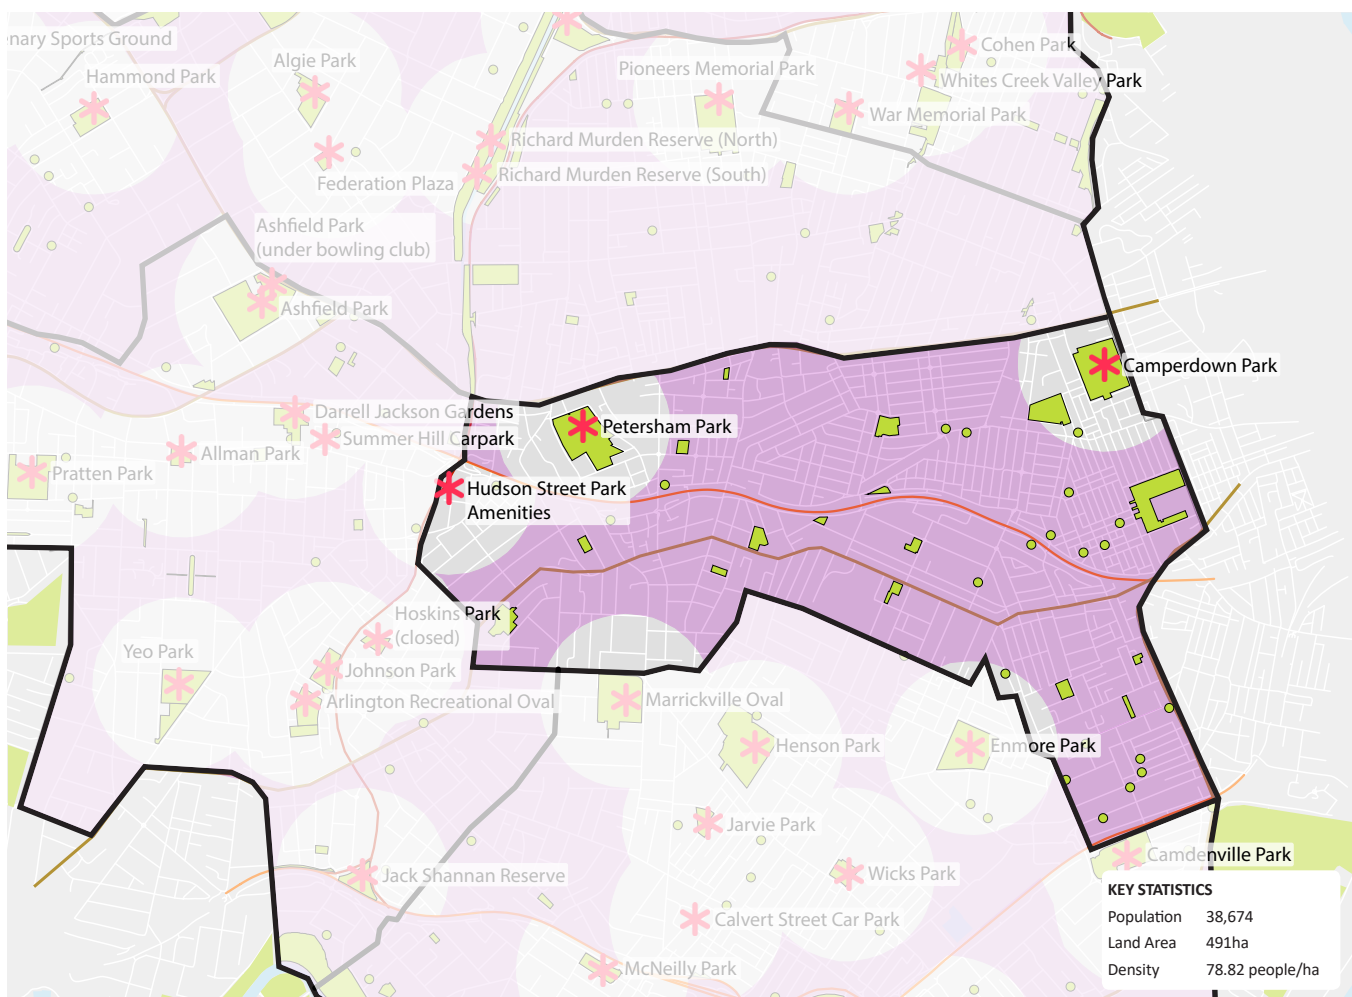 enary Sports Ground
Hammond Park
Algie Park
Pioneers Memorial Park
Cohen Park
Whites Creek Valley Park
War Memorial Park
Richard Murden Reserve (North)
Richard Murden Reserve (South)
Federation Plaza
Ashfield Park
(under bowling club)
Ashfield Park
Camperdown Park
Darrell Jackson Gardens
Petersham Park
Summer Hill Carpark
Allman Park
Pratten Park
Hudson Street Park
Amenities
Hoskins Park
(closed)
Yeo Park
Johnson Park
Arlington Recreational Oval
Marrickville Oval
Henson Park
Enmore Park
Jarvie Park
Camdenville Park
Jack Shannan Reserve
Wicks Park
Calvert Street Car Park
McNeilly Park
KEY STATISTICS
Population 38,674
Land Area 491ha
Density 78.82 people/ha